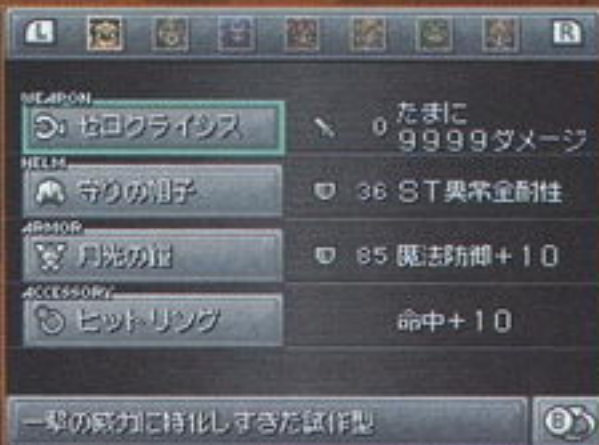 L
R
WEAPON
ゼロクライシス
0 たまに
9999ダメージ
HELM
守りの帽子
36 ST異常全耐性
ARMOR
月光の鎧
85 魔法防御+10
ACCESSORY
ヒットリング
命中+10
一撃の威力に特化しすぎた試作型
B